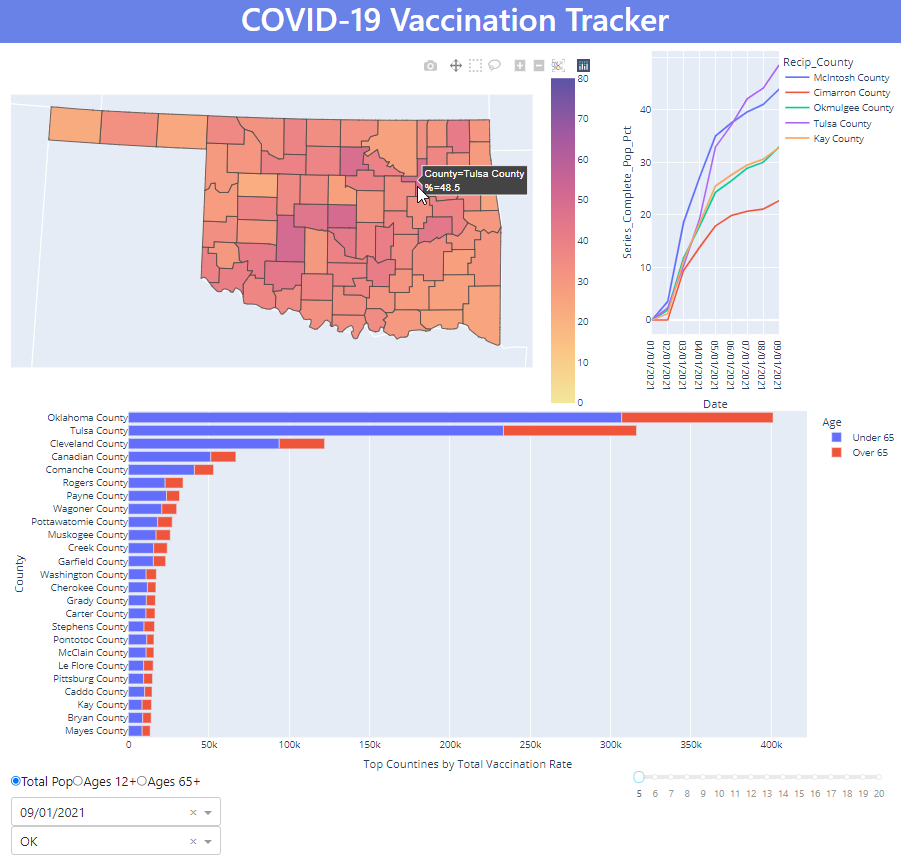 COVID-19 Vaccination Tracker
80
70
60
50
40
30
20
10
0
County=Tulsa County
%=48.5
Series_Complete_Pop_Pct
40
30
20
10
0
01/01/2021
02/01/2021
03/01/2021
04/01/2021
05/01/2021
06/01/2021
07/01/2021
08/01/2021
09/01/2021
Date
Recip_County
McIntosh County
Cimarron County
Okmulgee County
Tulsa County
Kay County
County
Oklahoma County
Tulsa County
Cleveland County
Canadian County
Comanche County
Rogers County
Payne County
Wagoner County
Pottawatomie County
Muskogee County
Creek County
Garfield County
Washington County
Cherokee County
Grady County
Carter County
Stephens County
Pontotoc County
McClain County
Le Flore County
Pittsburg County
Caddo County
Kay County
Bryan County
Mayes County
0 50k 100k 150k 200k 250k 300k 350k 400k
Top Countines by Total Vaccination Rate
Age
Under 65
Over 65
Total Pop Ages 12+ Ages 65+
5 6 7 8 9 10 11 12 13 14 15 16 17 18 19 20
09/01/2021 ×
OK ×